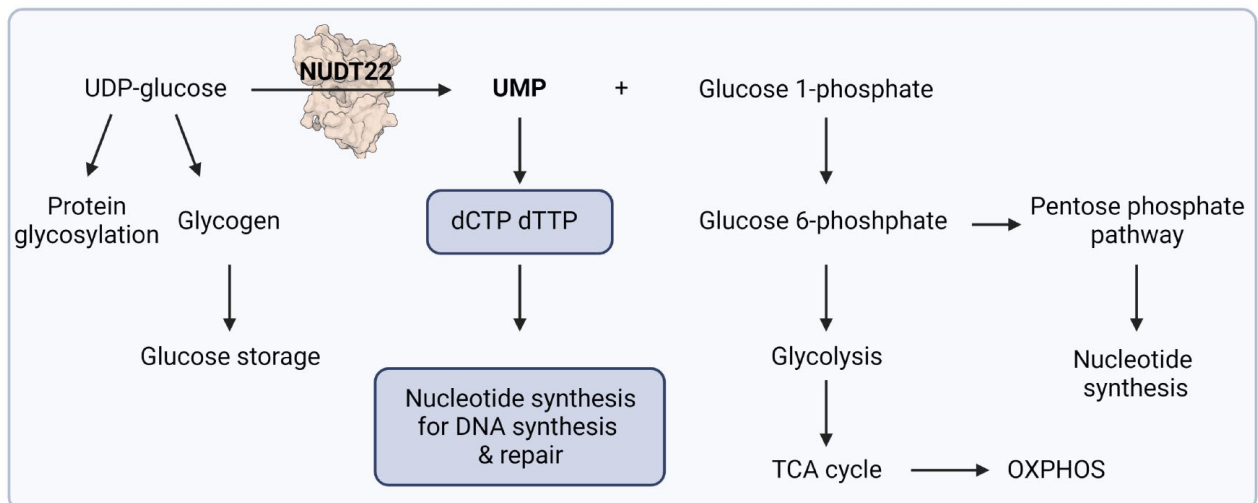 NUDT22
UDP-glucose
UMP
+
Glucose 1-phosphate
Protein
glycosylation
Glycogen
dCTP dTTP
Glucose 6-phoshphate
Pentose phosphate
pathway
Glucose storage
Nucleotide synthesis
for DNA synthesis
& repair
Glycolysis
Nucleotide
synthesis
TCA cycle
OXPHOS